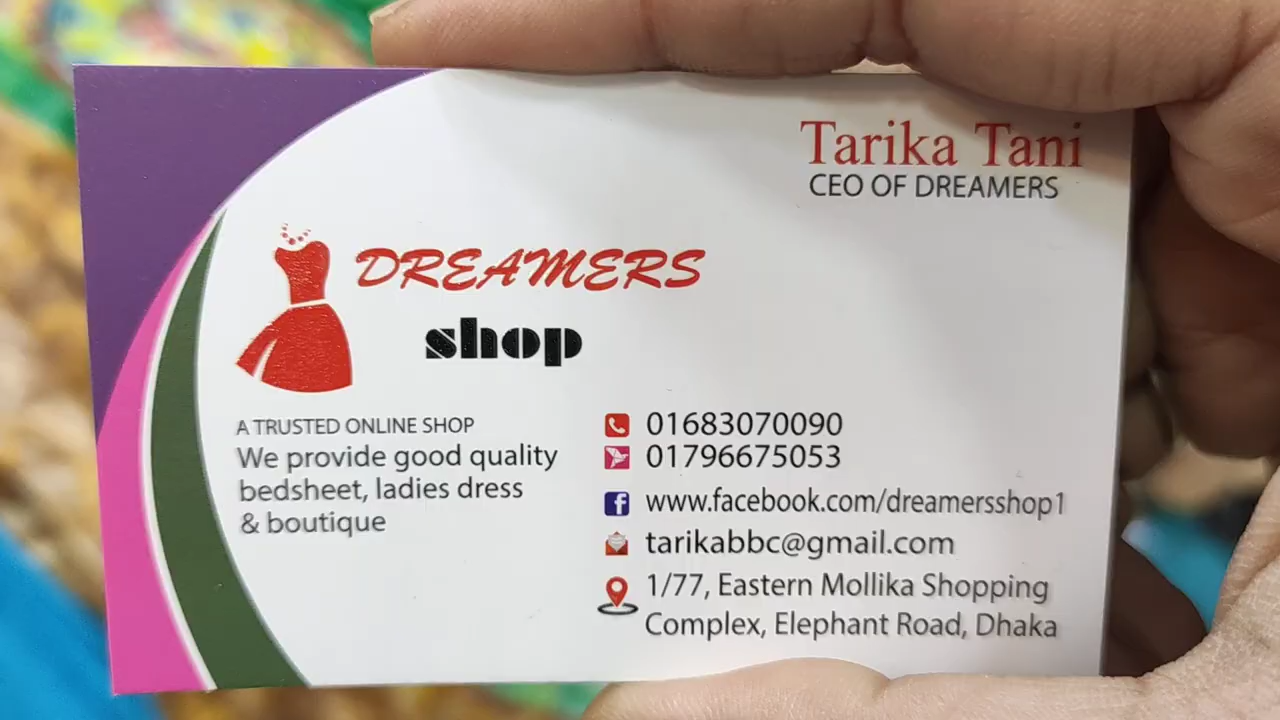 Tarika Tani
CEO OF DREAMERS
DREAMERS
shop
A TRUSTED ONLINE SHOP
We provide good quality
bedsheet, ladies dress
& boutique
01683070090
01796675053
www.facebook.com/dreamersshop1
tarikabbc@gmail.com
1/77, Eastern Mollika Shopping
Complex, Elephant Road, Dhaka